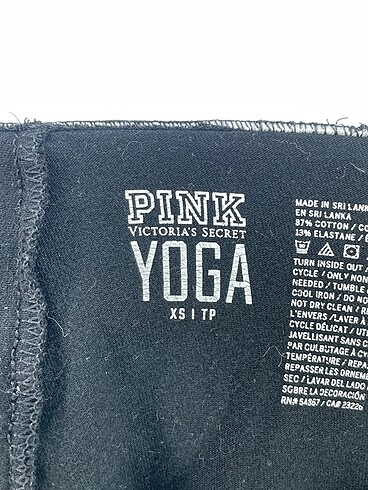 PINK
VICTORIA'S SECRET
YOGA
XS | TP
MADE IN SRI LANK
EN SRI LANKA
87% COTTON / CO
13% ELASTANE / É
TURN INSIDE OUT /
CYCLE / ONLY NON
NEEDED / TUMBLE
COOL IRON / DO NO
NOT DRY CLEAN / R
L'ENVERS / LAVER À
CYCLE DÉLICAT / UTI
JAVELLISANT SANS C
PAR CULBUTAGE À
TEMPÉRATURE / REPA
REPASSER LES ORNEME
SEC / LAVAR DEL LADO
SOBRE LA DECORACIÓN
RN# 54867 / CA# 23226